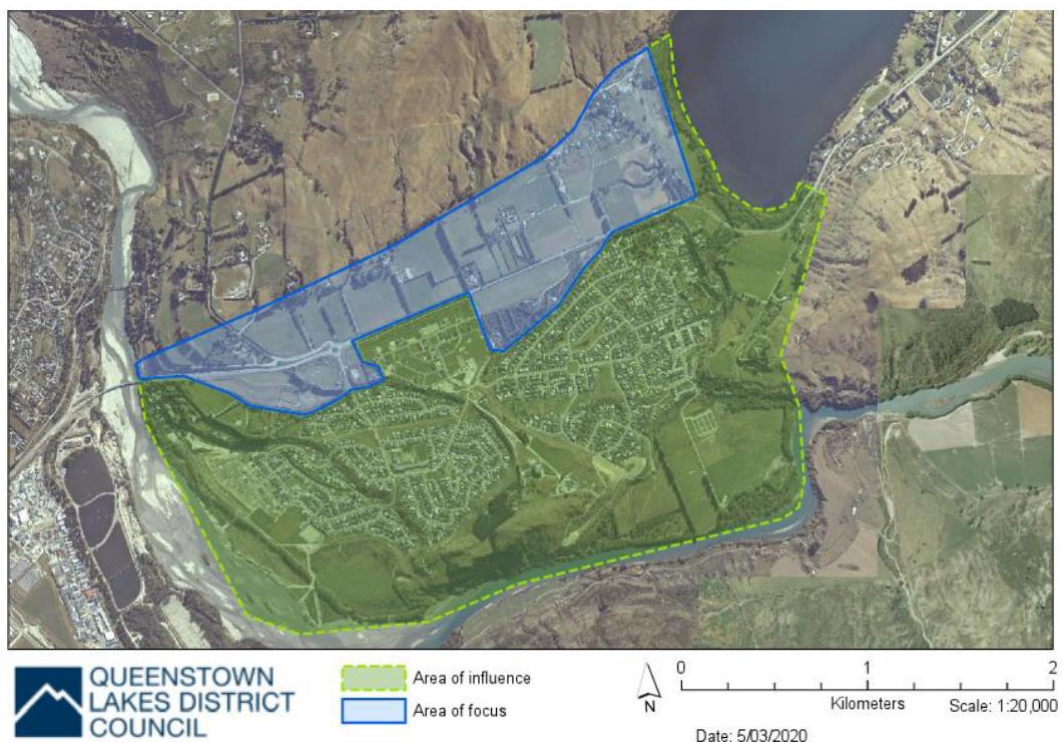 QUEENSTOWN
LAKES DISTRICT
COUNCIL
Area of influence
Area of focus
N
0 1 2
Kilometers
Scale: 1:20,000
Date: 5/03/2020